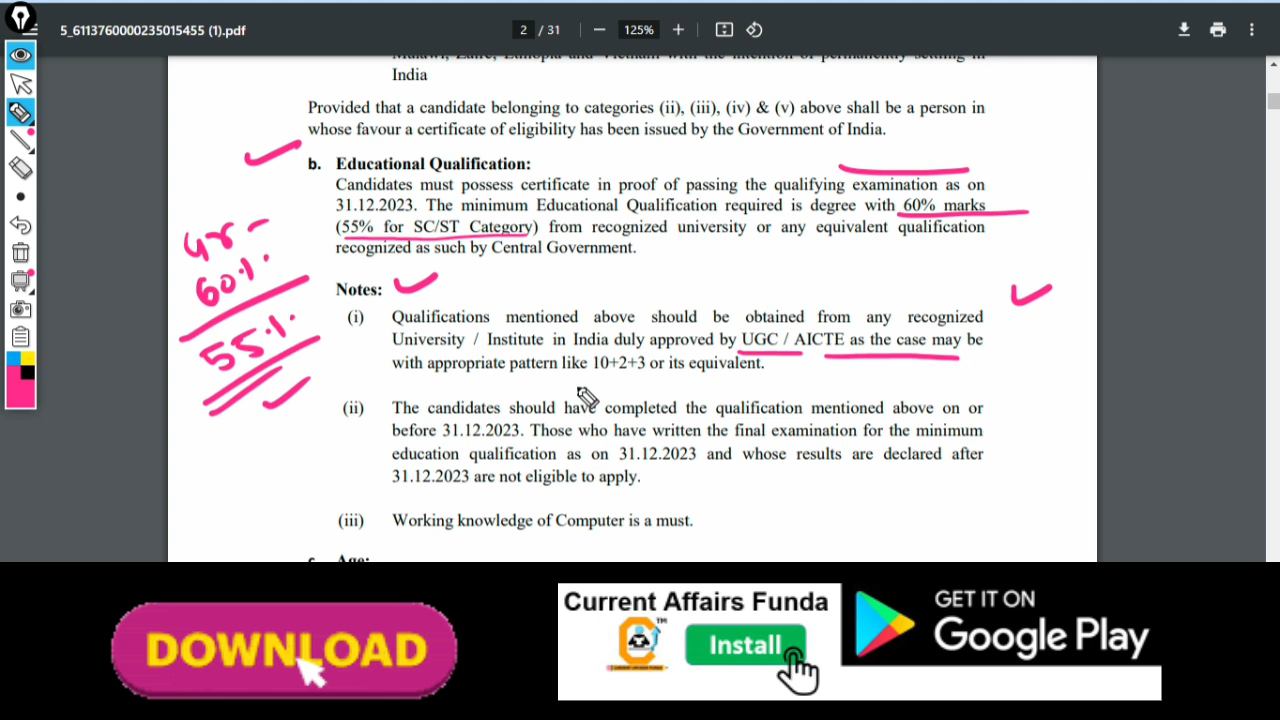 5_6113760000235015455 (1).pdf
2 / 31
125%
India
Provided that a candidate belonging to categories (ii), (iii), (iv) & (v) above shall be a person in
whose favour a certificate of eligibility has been issued by the Government of India.
b. Educational Qualification:
Candidates must possess certificate in proof of passing the qualifying examination as on
31.12.2023. The minimum Educational Qualification required is degree with 60% marks
(55% for SC/ST Category) from recognized university or any equivalent qualification
recognized as such by Central Government.
60%.
55%.
Notes:
(i) Qualifications mentioned above should be obtained from any recognized
University / Institute in India duly approved by UGC / AICTE as the case may be
with appropriate pattern like 10+2+3 or its equivalent.
(ii) The candidates should have completed the qualification mentioned above on or
before 31.12.2023. Those who have written the final examination for the minimum
education qualification as on 31.12.2023 and whose results are declared after
31.12.2023 are not eligible to apply.
(iii) Working knowledge of Computer is a must.
c. Age:
DOWNLOAD
Current Affairs Funda
TM
Install
GET IT ON
Google Play